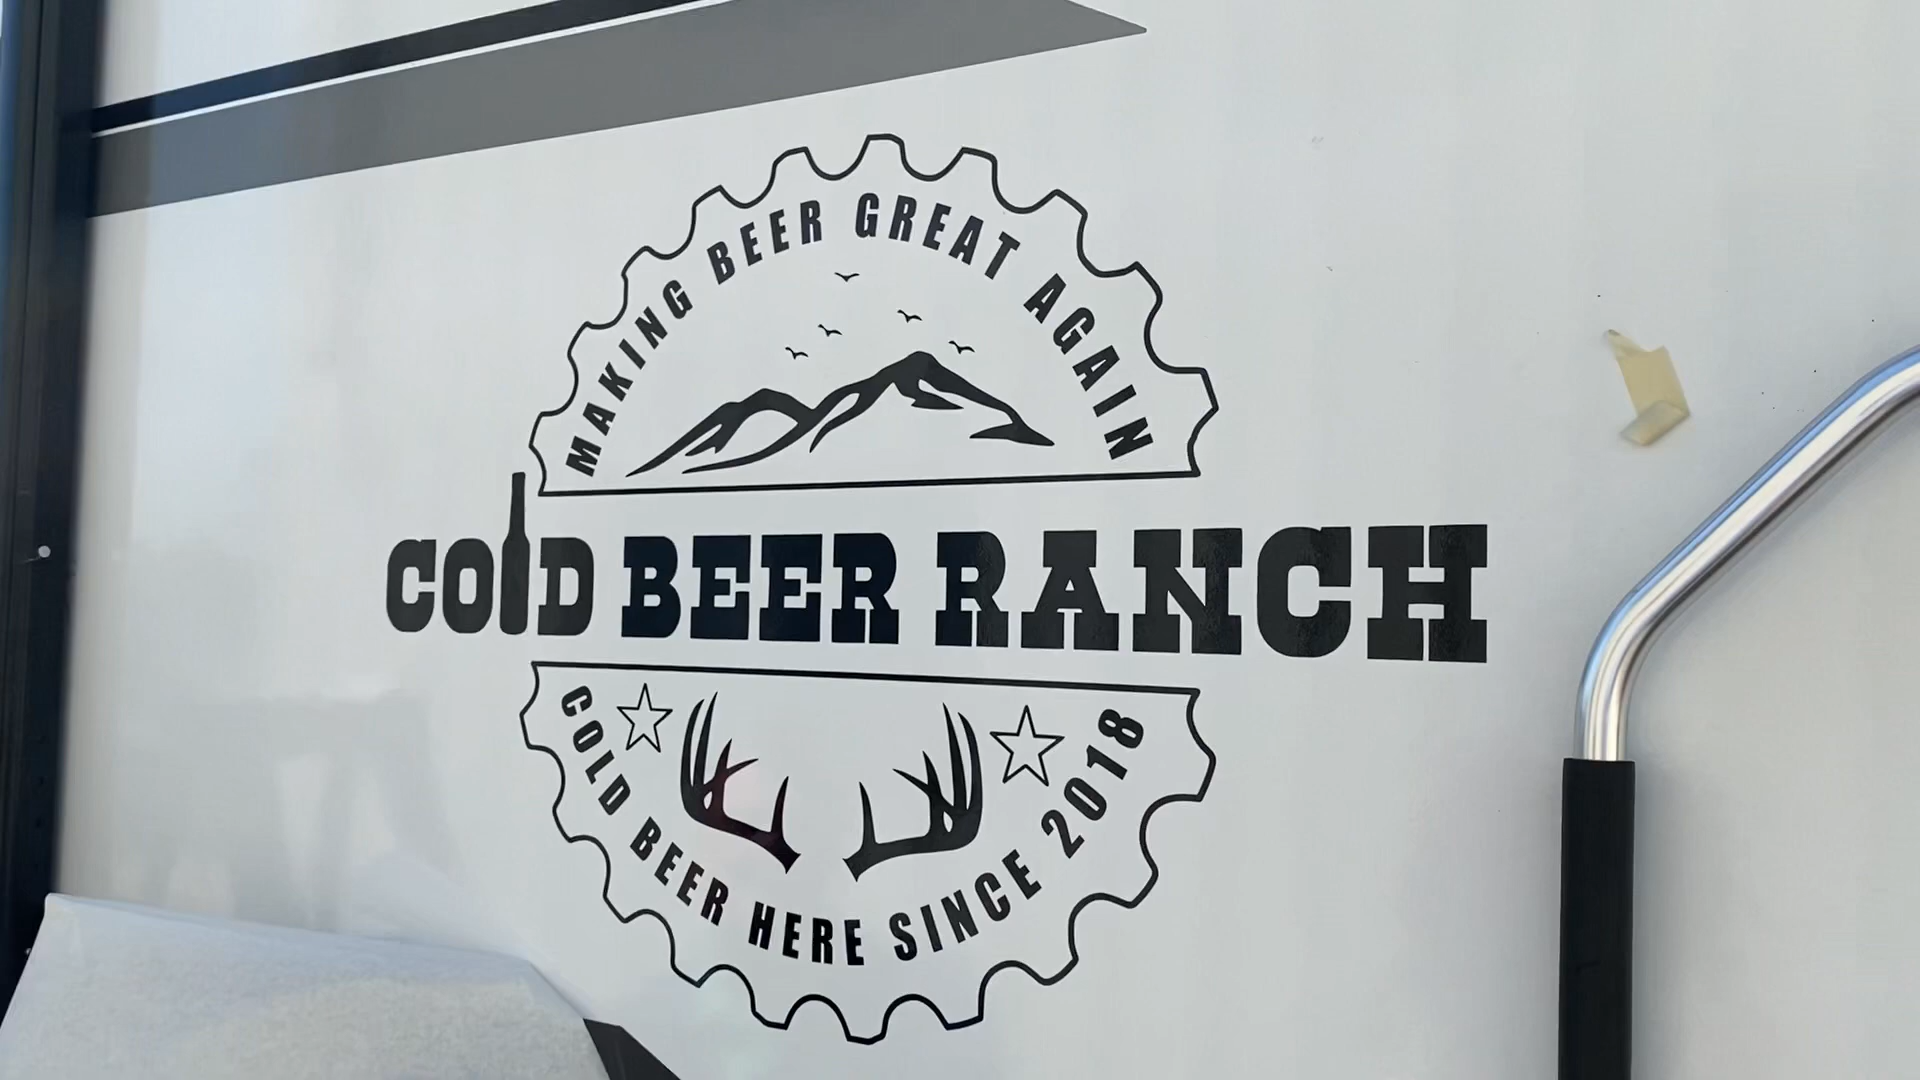 MAKING BEER GREAT AGAIN
COLD BEER RANCH
COLD BEER HERE SINCE 2018